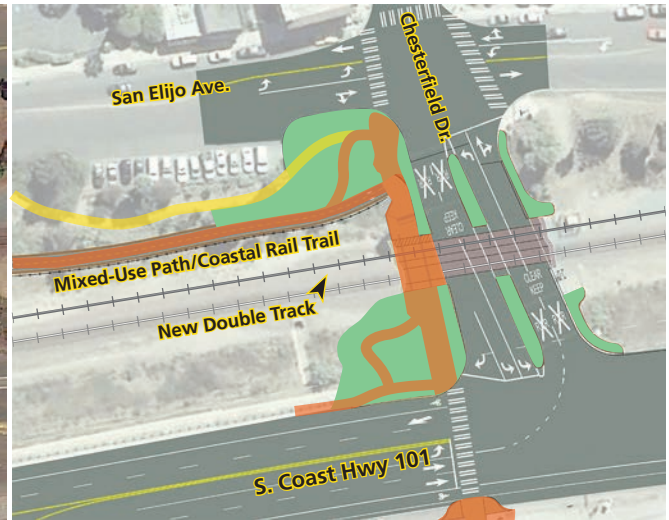 San Elijo Ave.
Chesterfield Dr.
Mixed-Use Path/Coastal Rail Trail
New Double Track
KEEP
CLEAR
CLEAR
KEEP
S. Coast Hwy 101